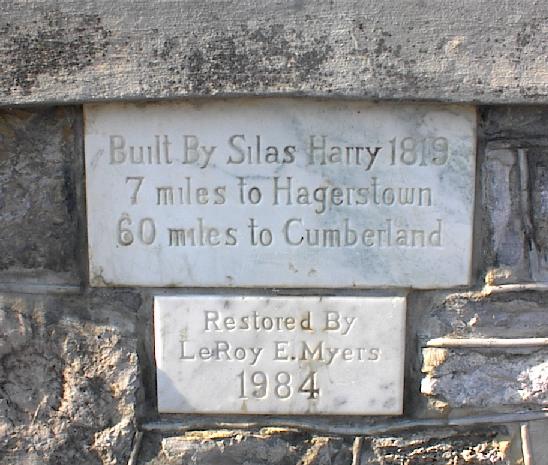 Built By Silas Harry 1819
7 miles to Hagerstown
60 miles to Cumberland
Restored By
LeRoy E. Myers
1984